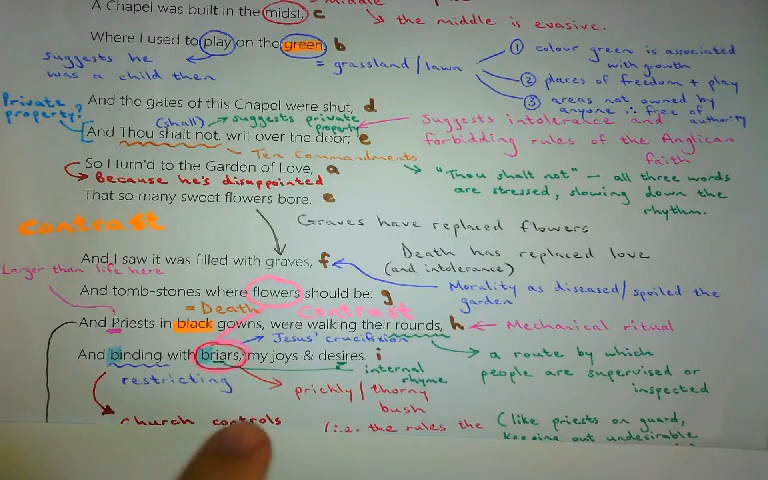 middle
A Chapel was built in the midst, c
→ the middle is evasive.
Where I used to play on the green. b
suggests he was a child then
= grassland / lawn
① colour green is associated with growth
② places of freedom + play
③ areas not owned by anyone ∴ free of authority
Private property?
And the gates of this Chapel were shut, d
(shall) → suggests private property
And Thou shalt not. writ over the door; e
Suggests intolerance and forbidding rules of the Anglican faith
Ten Commandments
So I turn'd to the Garden of Love, a
Because he's disappointed
"Thou shalt not" – all three words are stressed, slowing down the rhythm.
That so many sweet flowers bore. e
contrast
Graves have replaced flowers
And I saw it was filled with graves, f
Death has replaced love
(and intolerance)
Larger than life here
Morality as diseased/spoiled the garden
And tomb-stones where flowers should be: g
= Death
contrast
And Priests in black gowns, were walking their rounds, h
Mechanical ritual
Jesus' crucifixion
And binding with briars, my joys & desires. i
a route by which people are supervised or inspected
internal rhyme
restricting
prickly / thorny bush
church controls
(i.e. the rules the
(like priests on guard,
keeping out undesirable